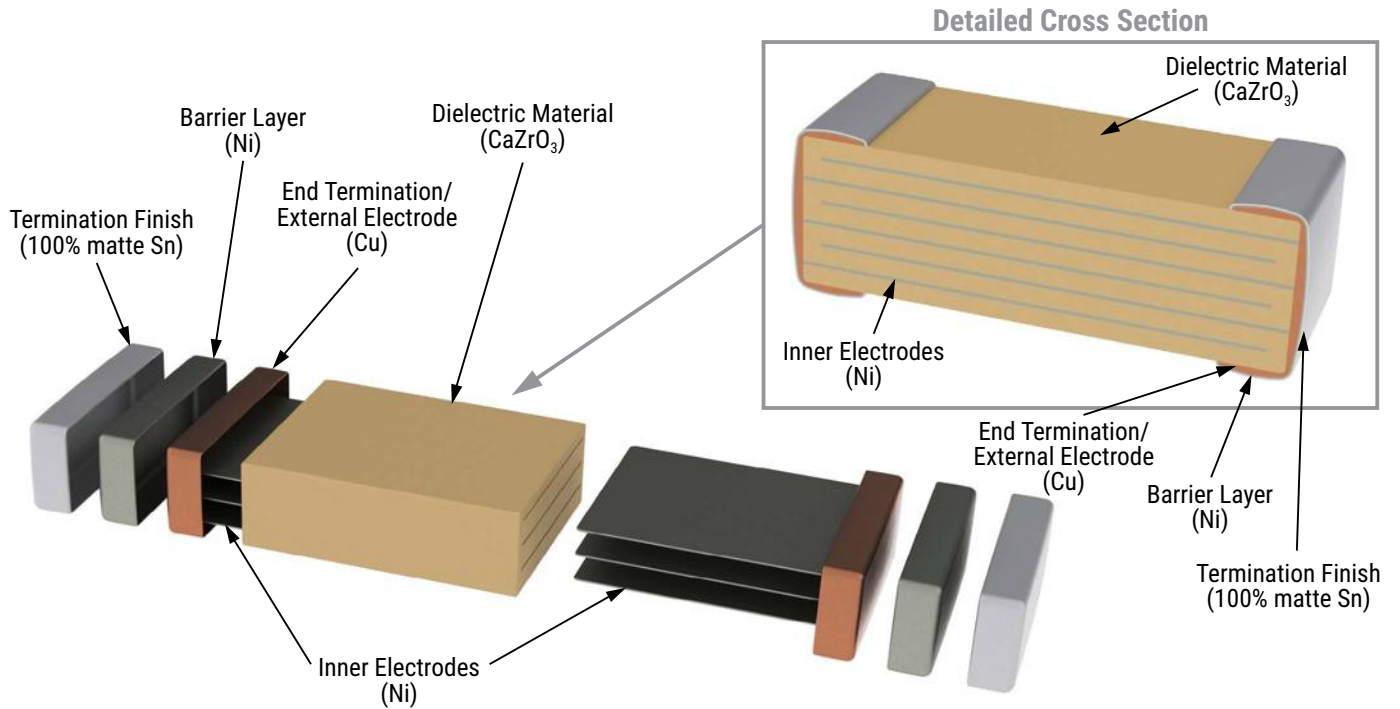 Detailed Cross Section
Dielectric Material
(CaZrO₃)
Barrier Layer
(Ni)
Dielectric Material
(CaZrO₃)
End Termination/
External Electrode
(Cu)
Termination Finish
(100% matte Sn)
Inner Electrodes
(Ni)
End Termination/
External Electrode
(Cu)
Barrier Layer
(Ni)
Termination Finish
(100% matte Sn)
Inner Electrodes
(Ni)